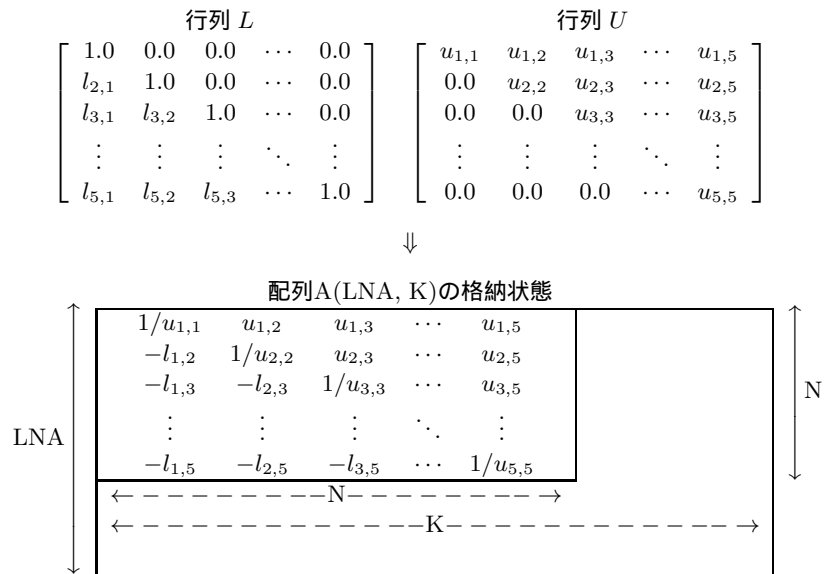 行列 L 行列 U
1.0 0.0 0.0 ⋯ 0.0 u1,1 u1,2 u1,3 ⋯ u1,5
l2,1 1.0 0.0 ⋯ 0.0 0.0 u2,2 u2,3 ⋯ u2,5
l3,1 l3,2 1.0 ⋯ 0.0 0.0 0.0 u3,3 ⋯ u3,5
⋮ ⋮ ⋮ ⋱ ⋮ ⋮ ⋮ ⋮ ⋱ ⋮
l5,1 l5,2 l5,3 ⋯ 1.0 0.0 0.0 0.0 ⋯ u5,5
⇓
配列A(LNA, K)の格納状態
1/u1,1 u1,2 u1,3 ⋯ u1,5
−l1,2 1/u2,2 u2,3 ⋯ u2,5
−l1,3 −l2,3 1/u3,3 ⋯ u3,5
N
⋮ ⋮ ⋮ ⋱ ⋮
LNA
−l1,5 −l2,5 −l3,5 ⋯ 1/u5,5
N
K